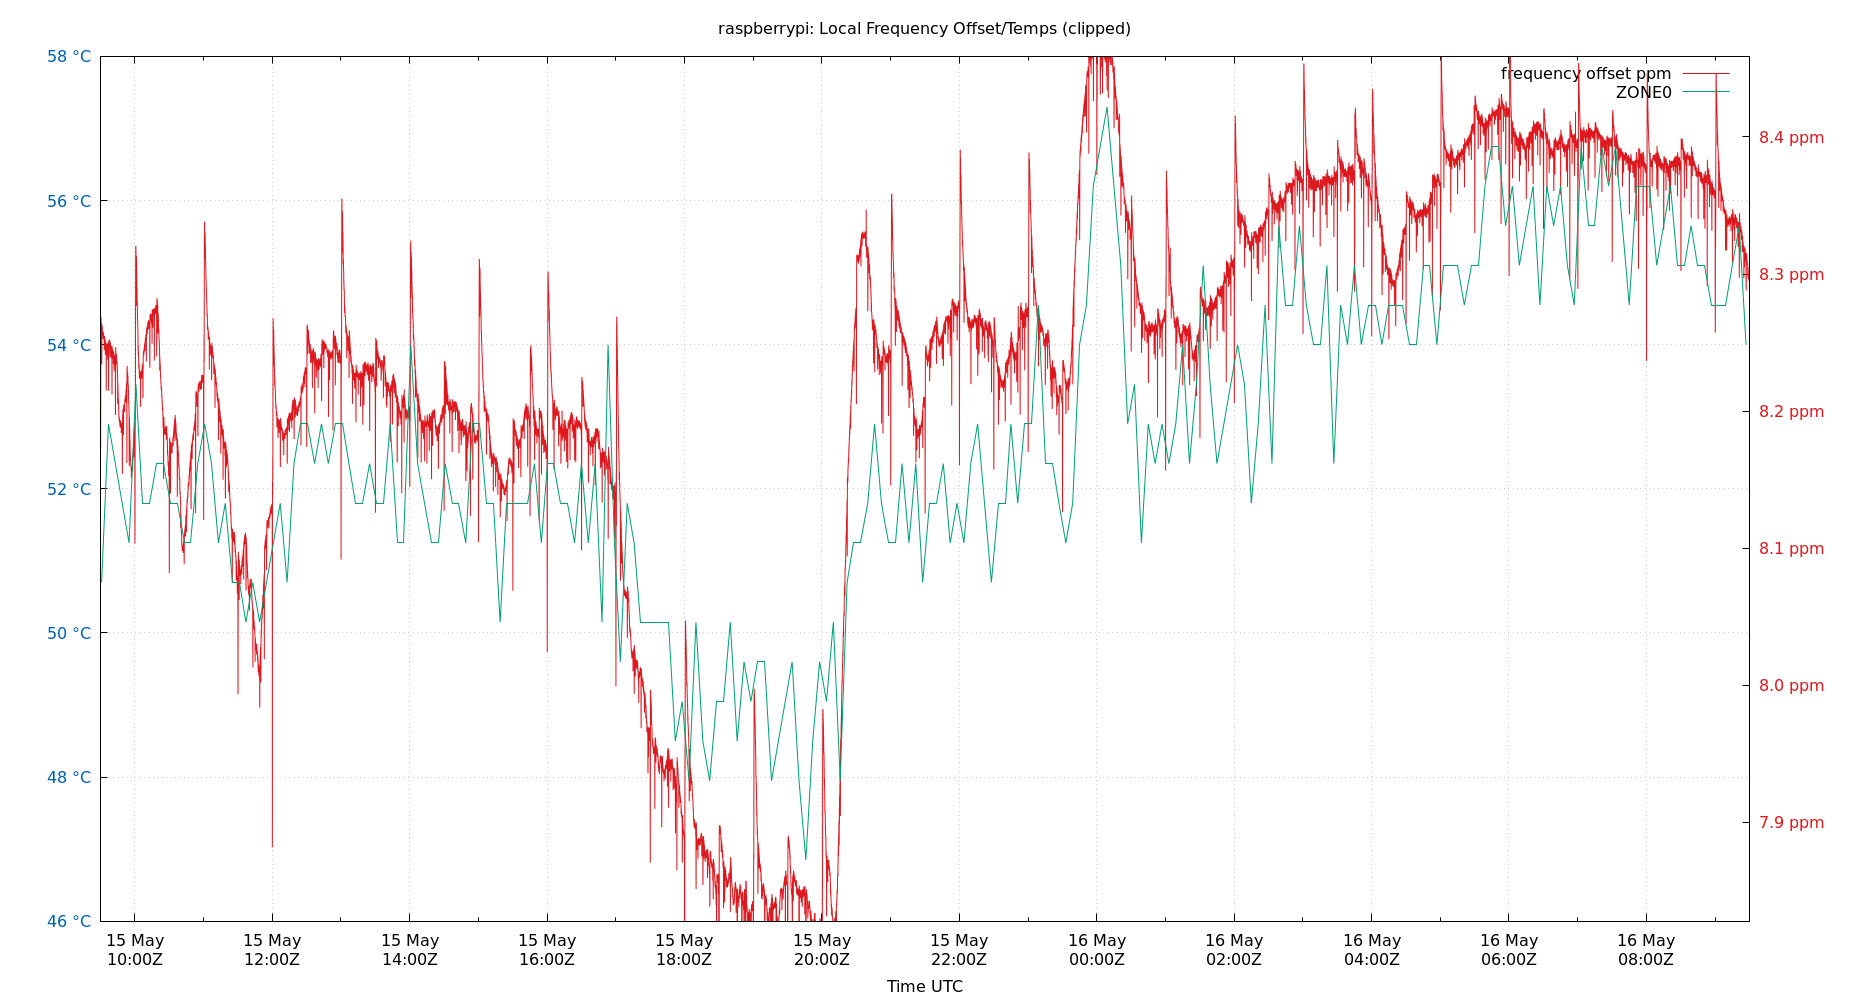 raspberrypi: Local Frequency Offset/Temps (clipped)
58 °C
56 °C
54 °C
52 °C
50 °C
48 °C
46 °C
frequency offset ppm
ZONE0
8.4 ppm
8.3 ppm
8.2 ppm
8.1 ppm
8.0 ppm
7.9 ppm
15 May
10:00Z
15 May
12:00Z
15 May
14:00Z
15 May
16:00Z
15 May
18:00Z
15 May
20:00Z
15 May
22:00Z
16 May
00:00Z
16 May
02:00Z
16 May
04:00Z
16 May
06:00Z
16 May
08:00Z
Time UTC